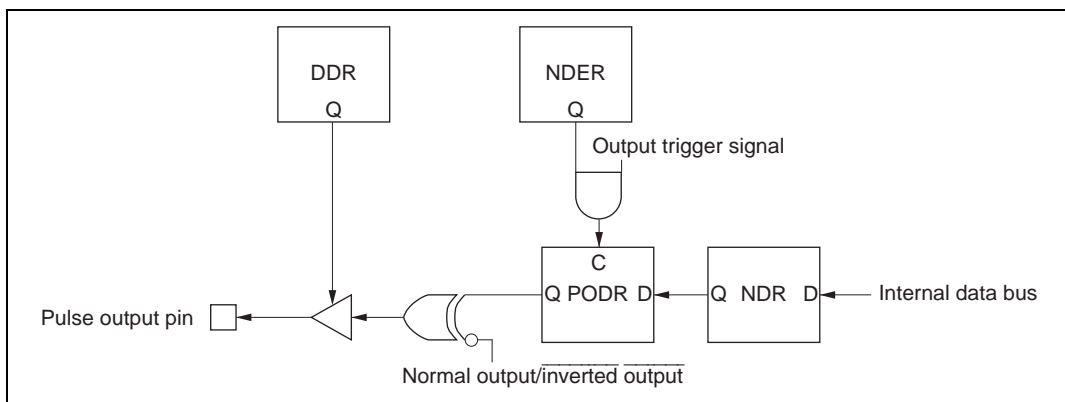 DDR
Q
NDER
Q
Output trigger signal
C
Q PODR D
Q NDR D
Internal data bus
Pulse output pin
Normal output/inverted output